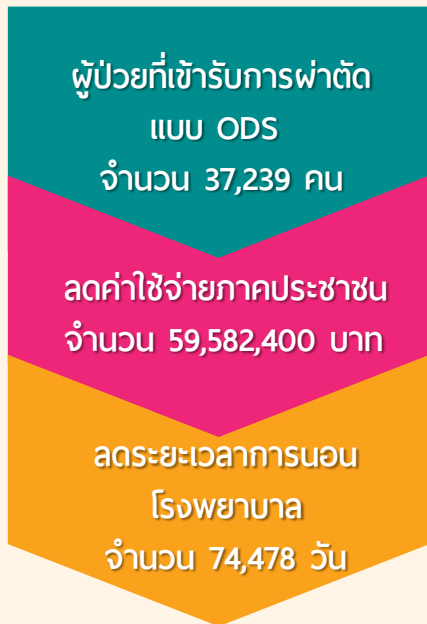 ผู้ป่วยที่เข้ารับการผ่าตัด
แบบ ODS
จำนวน 37,239 คน
ลดค่าใช้จ่ายภาคประชาชน
จำนวน 59,582,400 บาท
ลดระยะเวลาการนอน
โรงพยาบาล
จำนวน 74,478 วัน